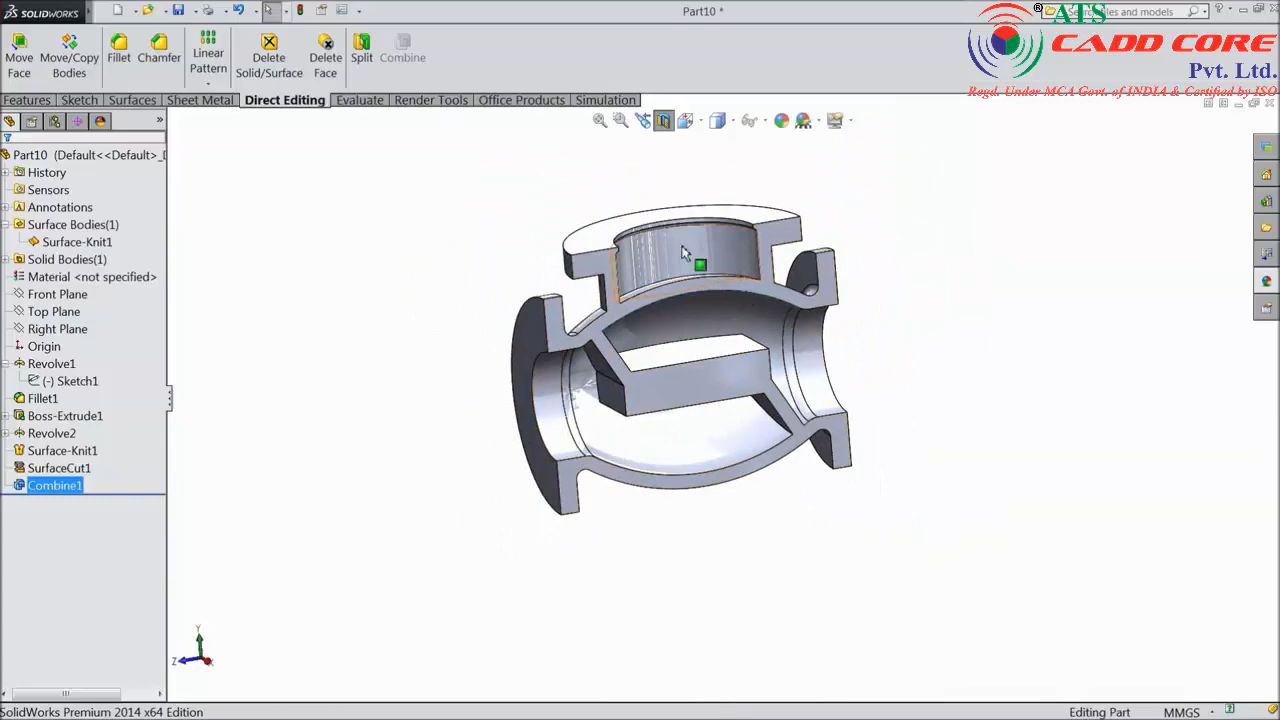 SOLIDWORKS
Part10 *
files and models
® ATS
CADD CORE
Pvt. Ltd.
Regd. Under MCA Govt. of INDIA & Certified by ISO
Move Face
Move/Copy Bodies
Fillet
Chamfer
Linear Pattern
Delete Solid/Surface
Delete Face
Split
Combine
Features
Sketch
Surfaces
Sheet Metal
Direct Editing
Evaluate
Render Tools
Office Products
Simulation
Part10 (Default<<Default>_D
History
Sensors
Annotations
Surface Bodies(1)
Surface-Knit1
Solid Bodies(1)
Material <not specified>
Front Plane
Top Plane
Right Plane
Origin
Revolve1
(-) Sketch1
Fillet1
Boss-Extrude1
Revolve2
Surface-Knit1
SurfaceCut1
Combine1
Y
Z
SolidWorks Premium 2014 x64 Edition
Editing Part
MMGS